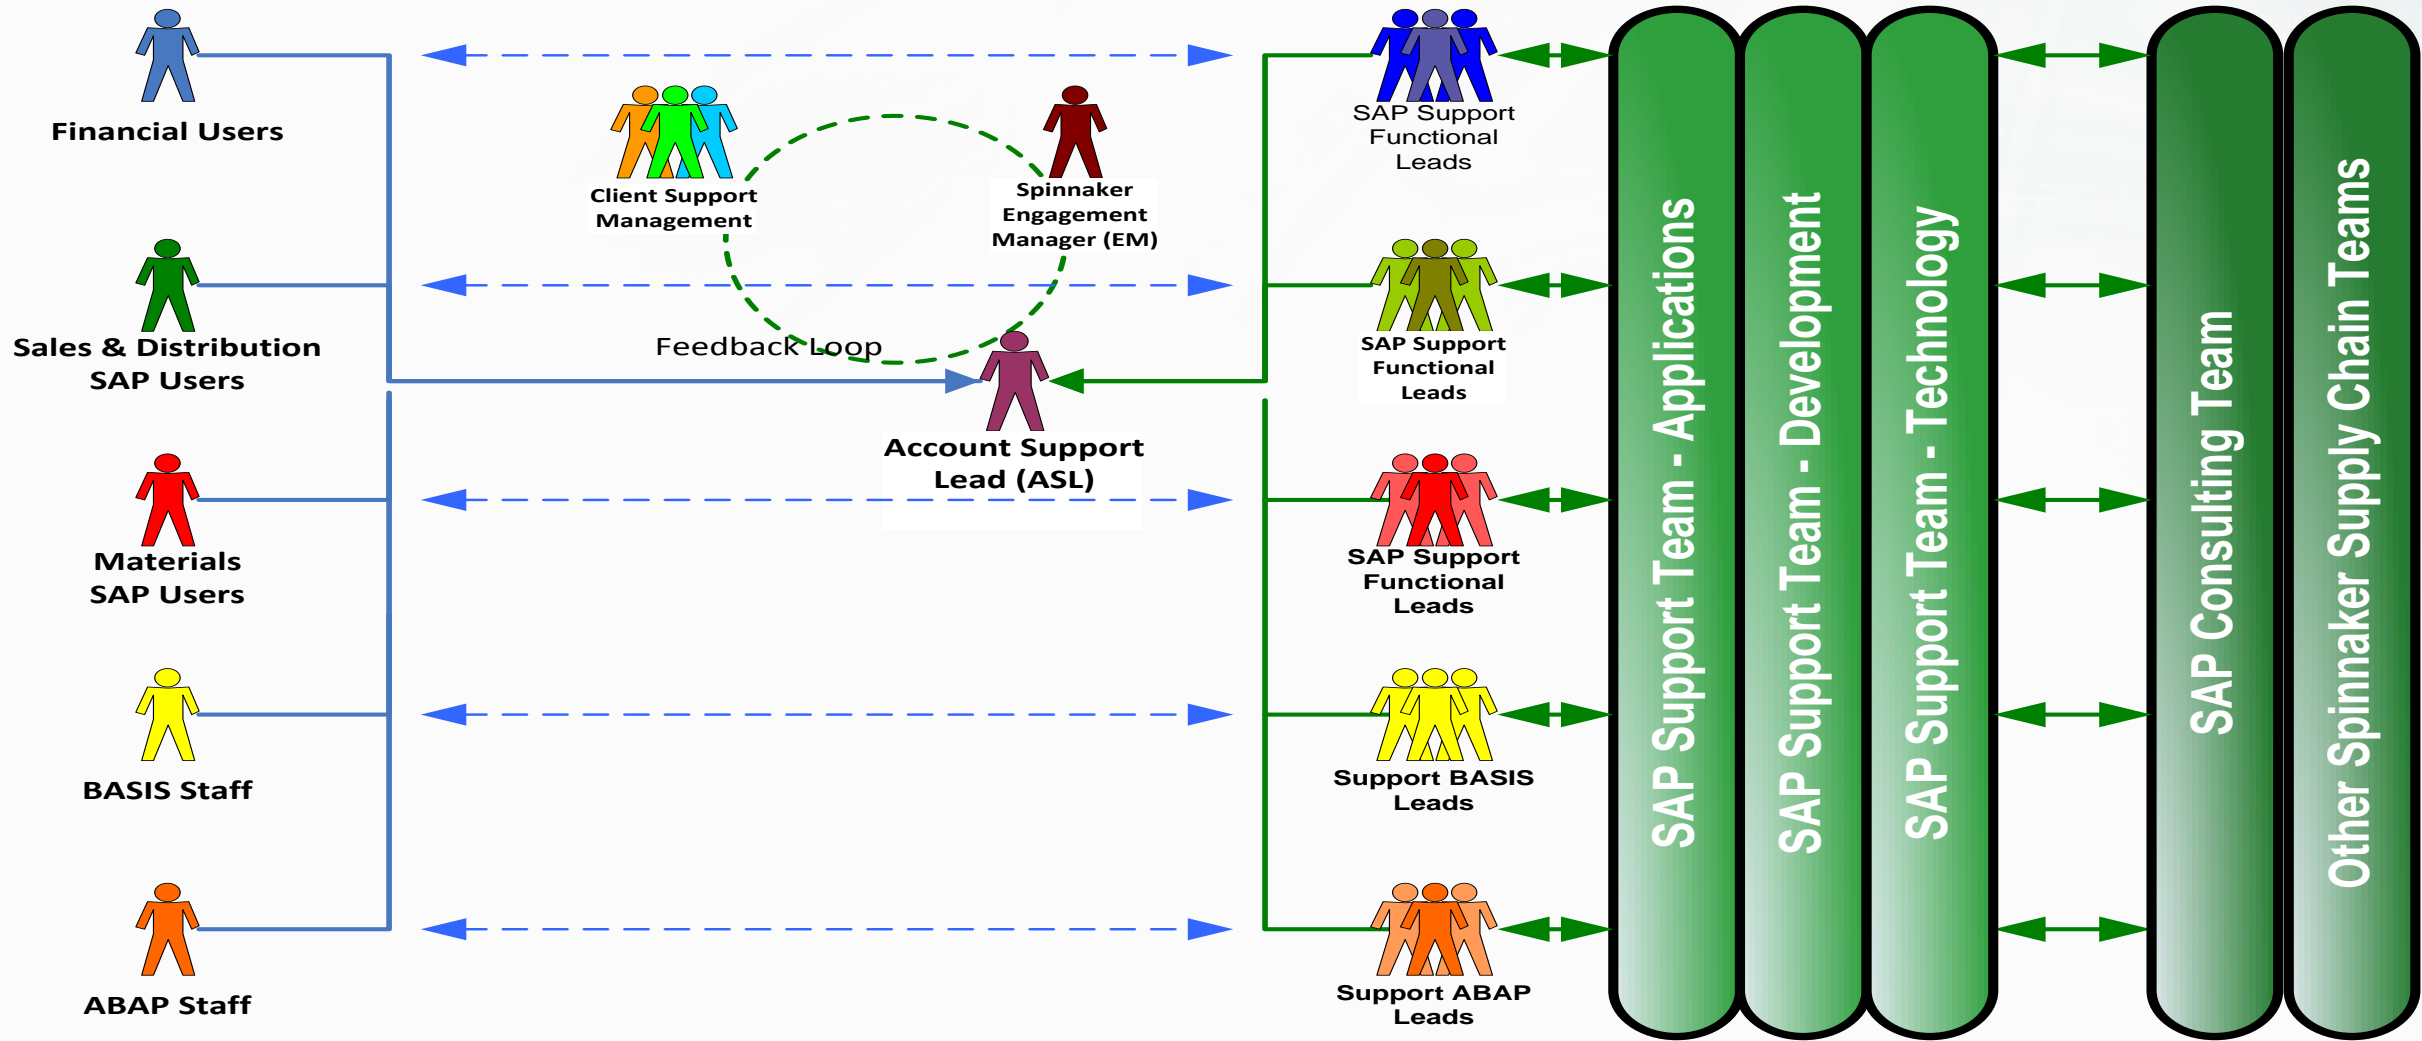 Financial Users
Sales & Distribution
SAP Users
Materials
SAP Users
BASIS Staff
ABAP Staff
Client Support
Management
Spinnaker
Engagement
Manager (EM)
Feedback Loop
Account Support
Lead (ASL)
SAP Support
Functional
Leads
SAP Support
Functional
Leads
SAP Support
Functional
Leads
Support BASIS
Leads
Support ABAP
Leads
SAP Support Team - Applications
SAP Support Team - Development
SAP Support Team - Technology
SAP Consulting Team
Other Spinnaker Supply Chain Teams